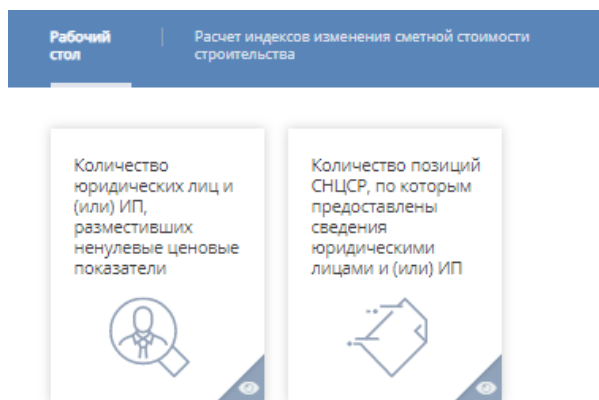 Рабочий
стол
Расчет индексов изменения сметной стоимости
строительства
Количество
юридических лиц и
(или) ИП,
разместивших
ненулевые ценовые
показатели
Количество позиций
СНЦСР, по которым
предоставлены
сведения
юридическими
лицами и (или) ИП